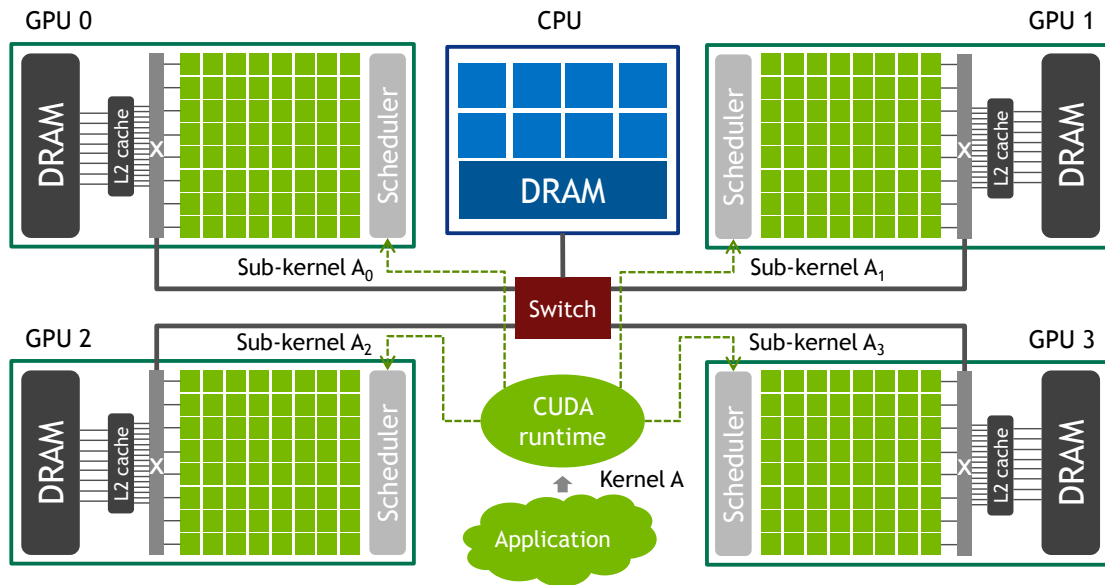 GPU 0
CPU
GPU 1
DRAM
L2 cache
X
Scheduler
DRAM
Scheduler
X
L2 cache
DRAM
Sub-kernel A0
Sub-kernel A1
Switch
GPU 2
Sub-kernel A2
Sub-kernel A3
GPU 3
DRAM
L2 cache
X
Scheduler
CUDA
runtime
Scheduler
X
L2 cache
DRAM
Kernel A
Application